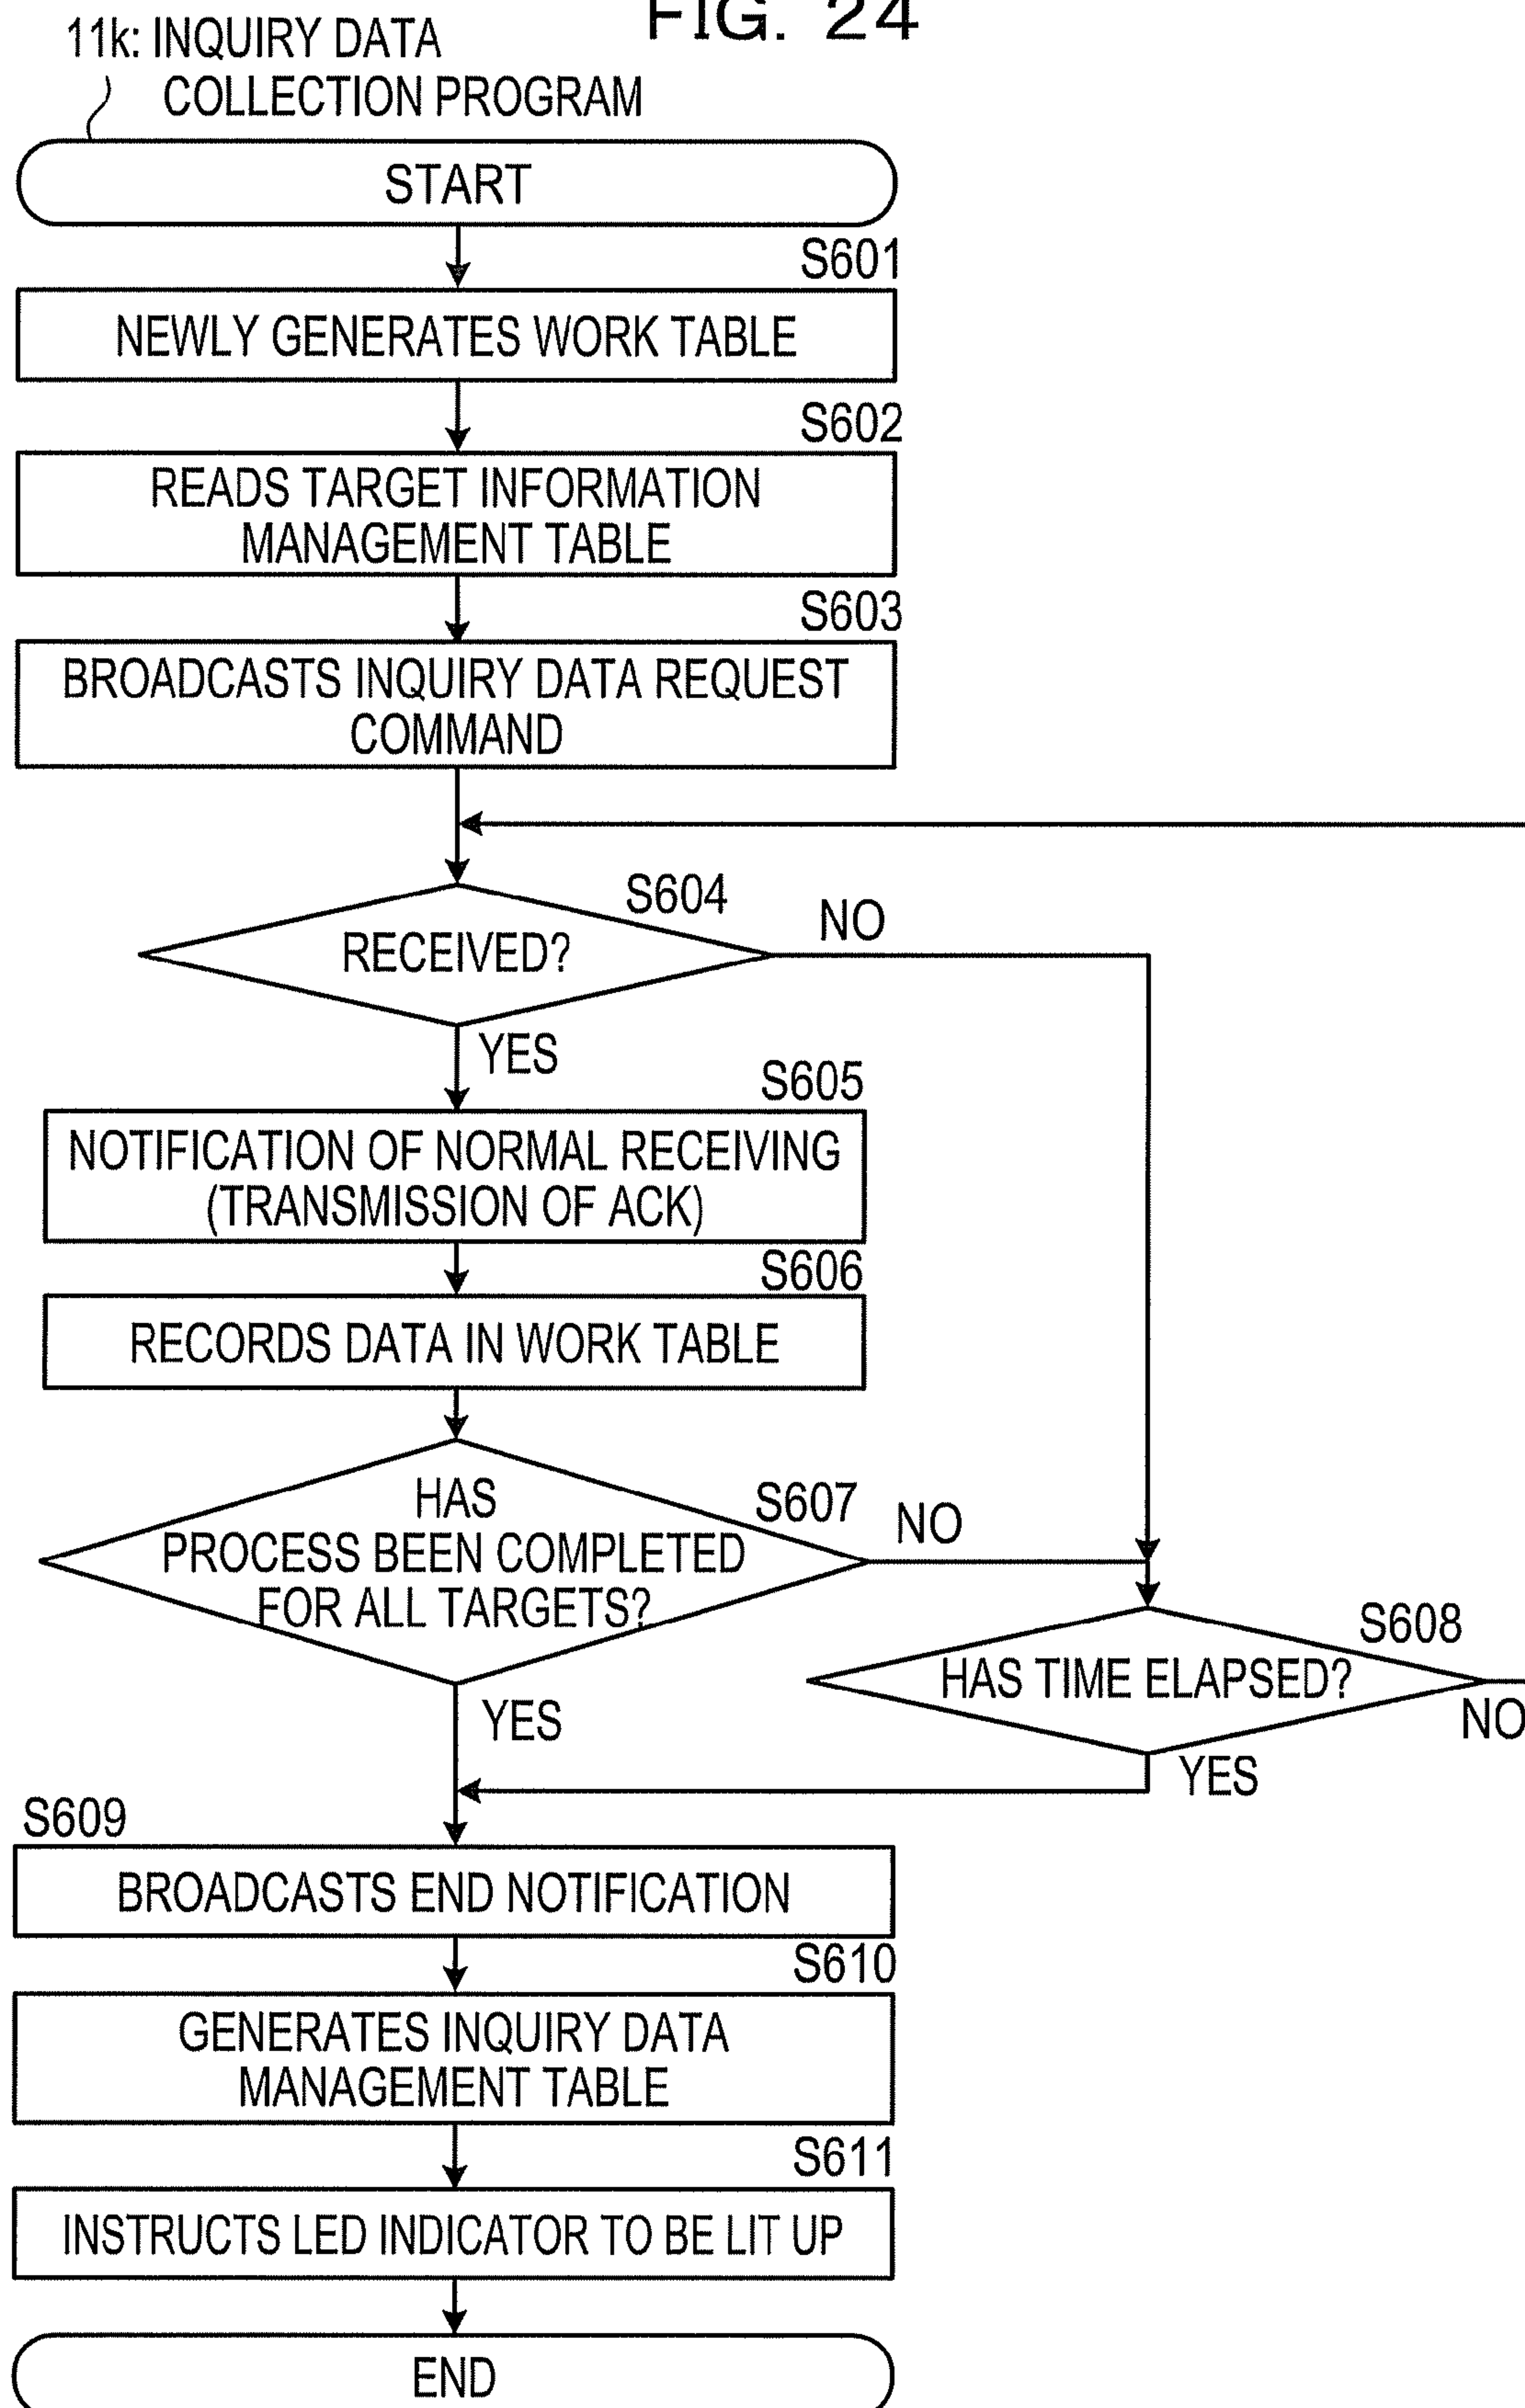 FIG. 24
11k: INQUIRY DATA
COLLECTION PROGRAM
START
S601
NEWLY GENERATES WORK TABLE
S602
READS TARGET INFORMATION
MANAGEMENT TABLE
S603
BROADCASTS INQUIRY DATA REQUEST
COMMAND
S604
NO
RECEIVED?
YES
S605
NOTIFICATION OF NORMAL RECEIVING
(TRANSMISSION OF ACK)
S606
RECORDS DATA IN WORK TABLE
S607
NO
HAS
PROCESS BEEN COMPLETED
FOR ALL TARGETS?
YES
S608
HAS TIME ELAPSED?
NO
YES
S609
BROADCASTS END NOTIFICATION
S610
GENERATES INQUIRY DATA
MANAGEMENT TABLE
S611
INSTRUCTS LED INDICATOR TO BE LIT UP
END